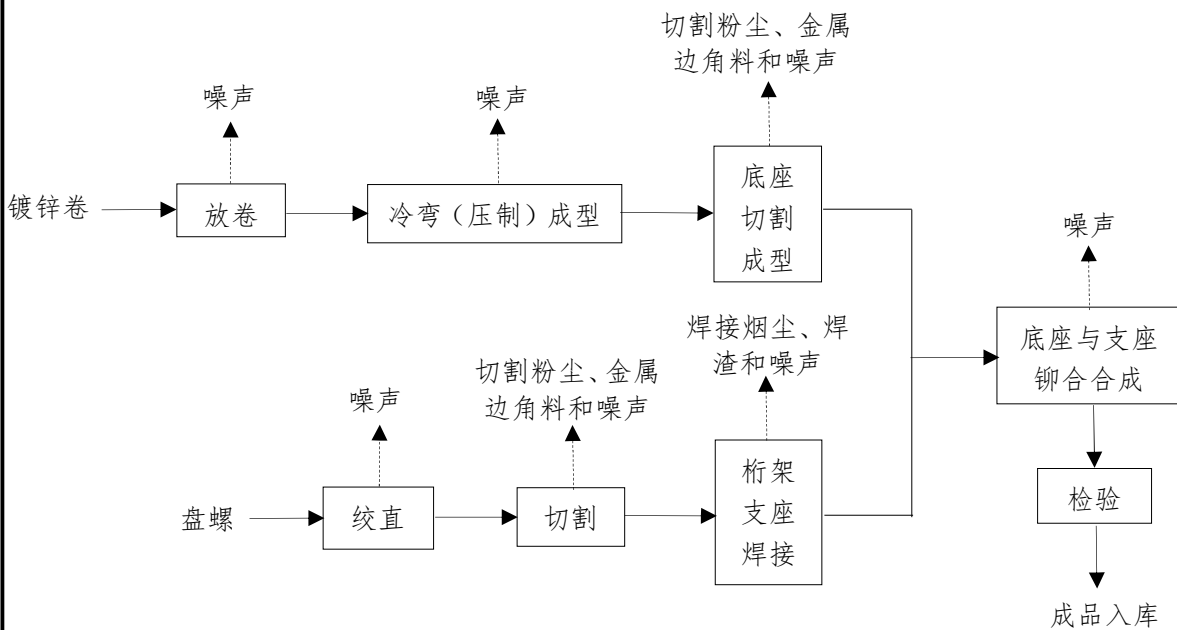 切割粉尘、金属
边角料和噪声
噪声
噪声
镀锌卷
放卷
冷弯（压制）成型
底座
切割
成型
噪声
底座与支座
铆合合成
焊接烟尘、焊
渣和噪声
切割粉尘、金属
边角料和噪声
噪声
盘螺
绞直
切割
桁架
支座
焊接
检验
成品入库